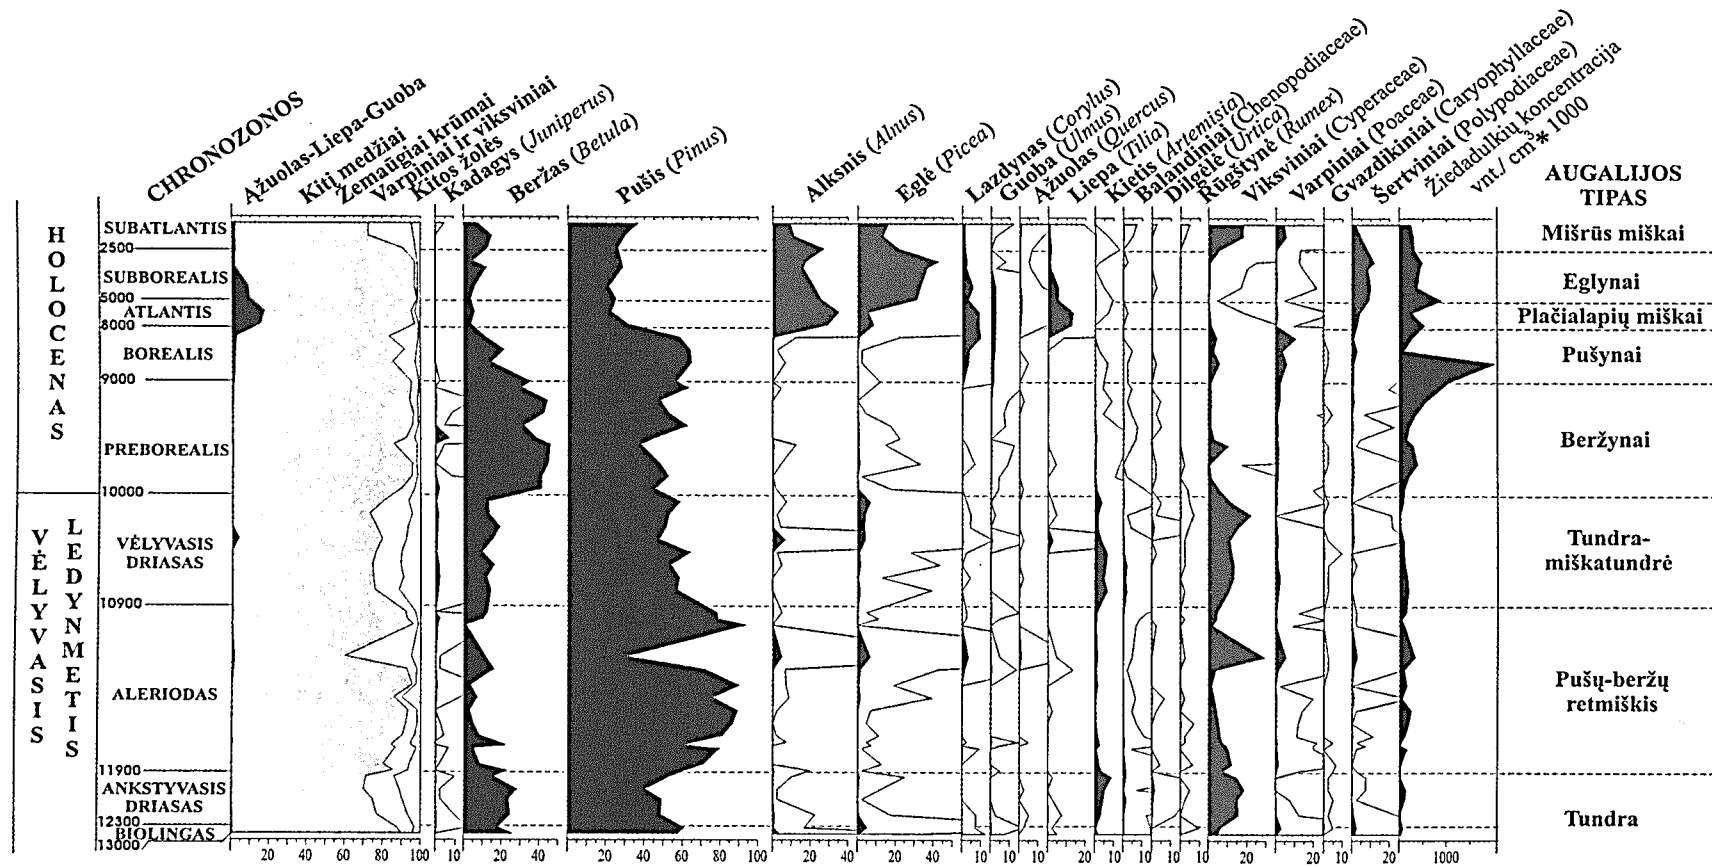 CHRONOZONOS
Ąžuolas-Liepa-Guoba
Kiti medžiai
Žemaūgiai krūmai
Varpiniai ir viksviniai
Kitos žolės
Kadagys (Juniperus)
Beržas (Betula)
Pušis (Pinus)
Alksnis (Alnus)
Eglė (Picea)
Lazdynas (Corylus)
Guoba (Ulmus)
Ąžuolas (Quercus)
Liepa (Tilia)
Kietis (Artemisia)
Balandiniai (Chenopodiaceae)
Dilgėlė (Urtica)
Rūgštynė (Rumex)
Viksviniai (Cyperaceae)
Varpiniai (Poaceae)
Gvazdikiniai (Caryophyllaceae)
Šertviniai (Polypodiaceae)
Žiedadulkių koncentracija
vnt./ cm³* 1000
AUGALIJOS
TIPAS
HOLOCENAS
VĖLYVASIS
LEDYNMETIS
SUBATLANTIS
2500
SUBBOREALIS
5000
ATLANTIS
8000
BOREALIS
9000
PREBOREALIS
10000
VĖLYVASIS
DRIASAS
10900
ALERIODAS
11900
ANKSTYVASIS
DRIASAS
12300
BIOLINGAS
13000
Mišrūs miškai
Eglynai
Plačialapių miškai
Pušynai
Beržynai
Tundra-
miškatundrė
Pušų-beržų
retmiškis
Tundra
20 40 60 80 100 10 20 40 20 40 60 80 100 20 40 20 40 10 10 10 20 10 10 10 10 20 20 10 20 1000